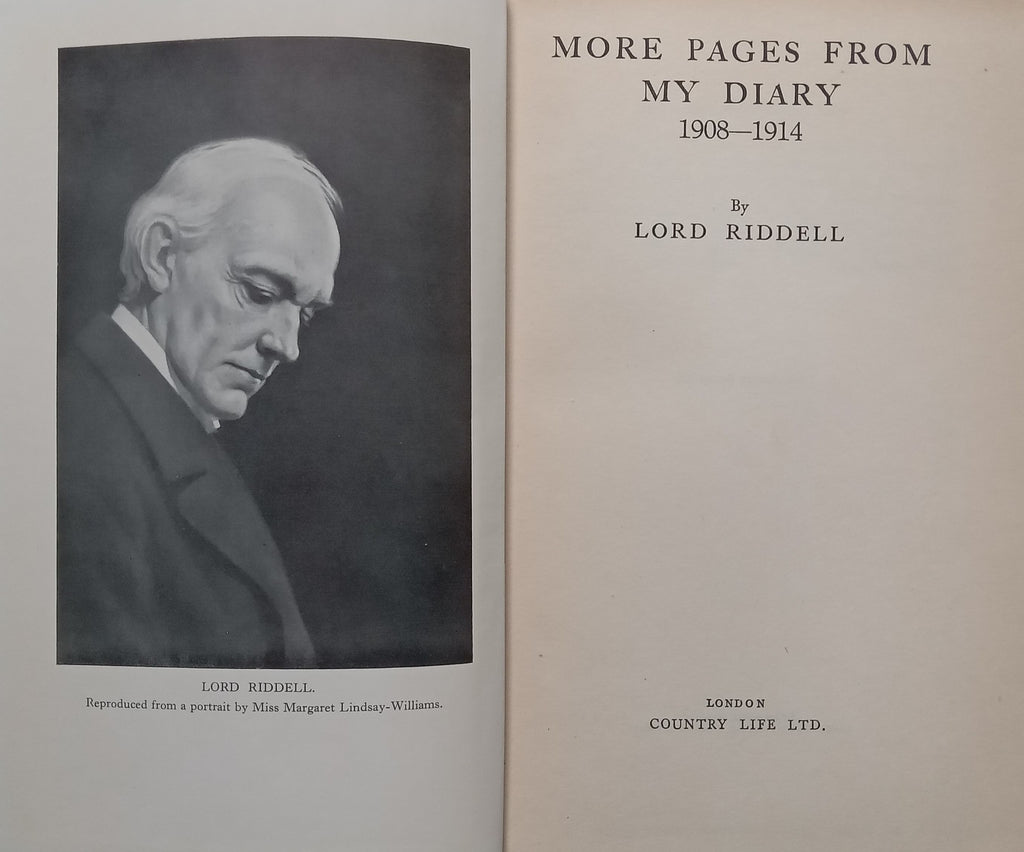 LORD RIDDELL.
Reproduced from a portrait by Miss Margaret Lindsay-Williams.
MORE PAGES FROM
MY DIARY
1908—1914
By
LORD RIDDELL
LONDON
COUNTRY LIFE LTD.